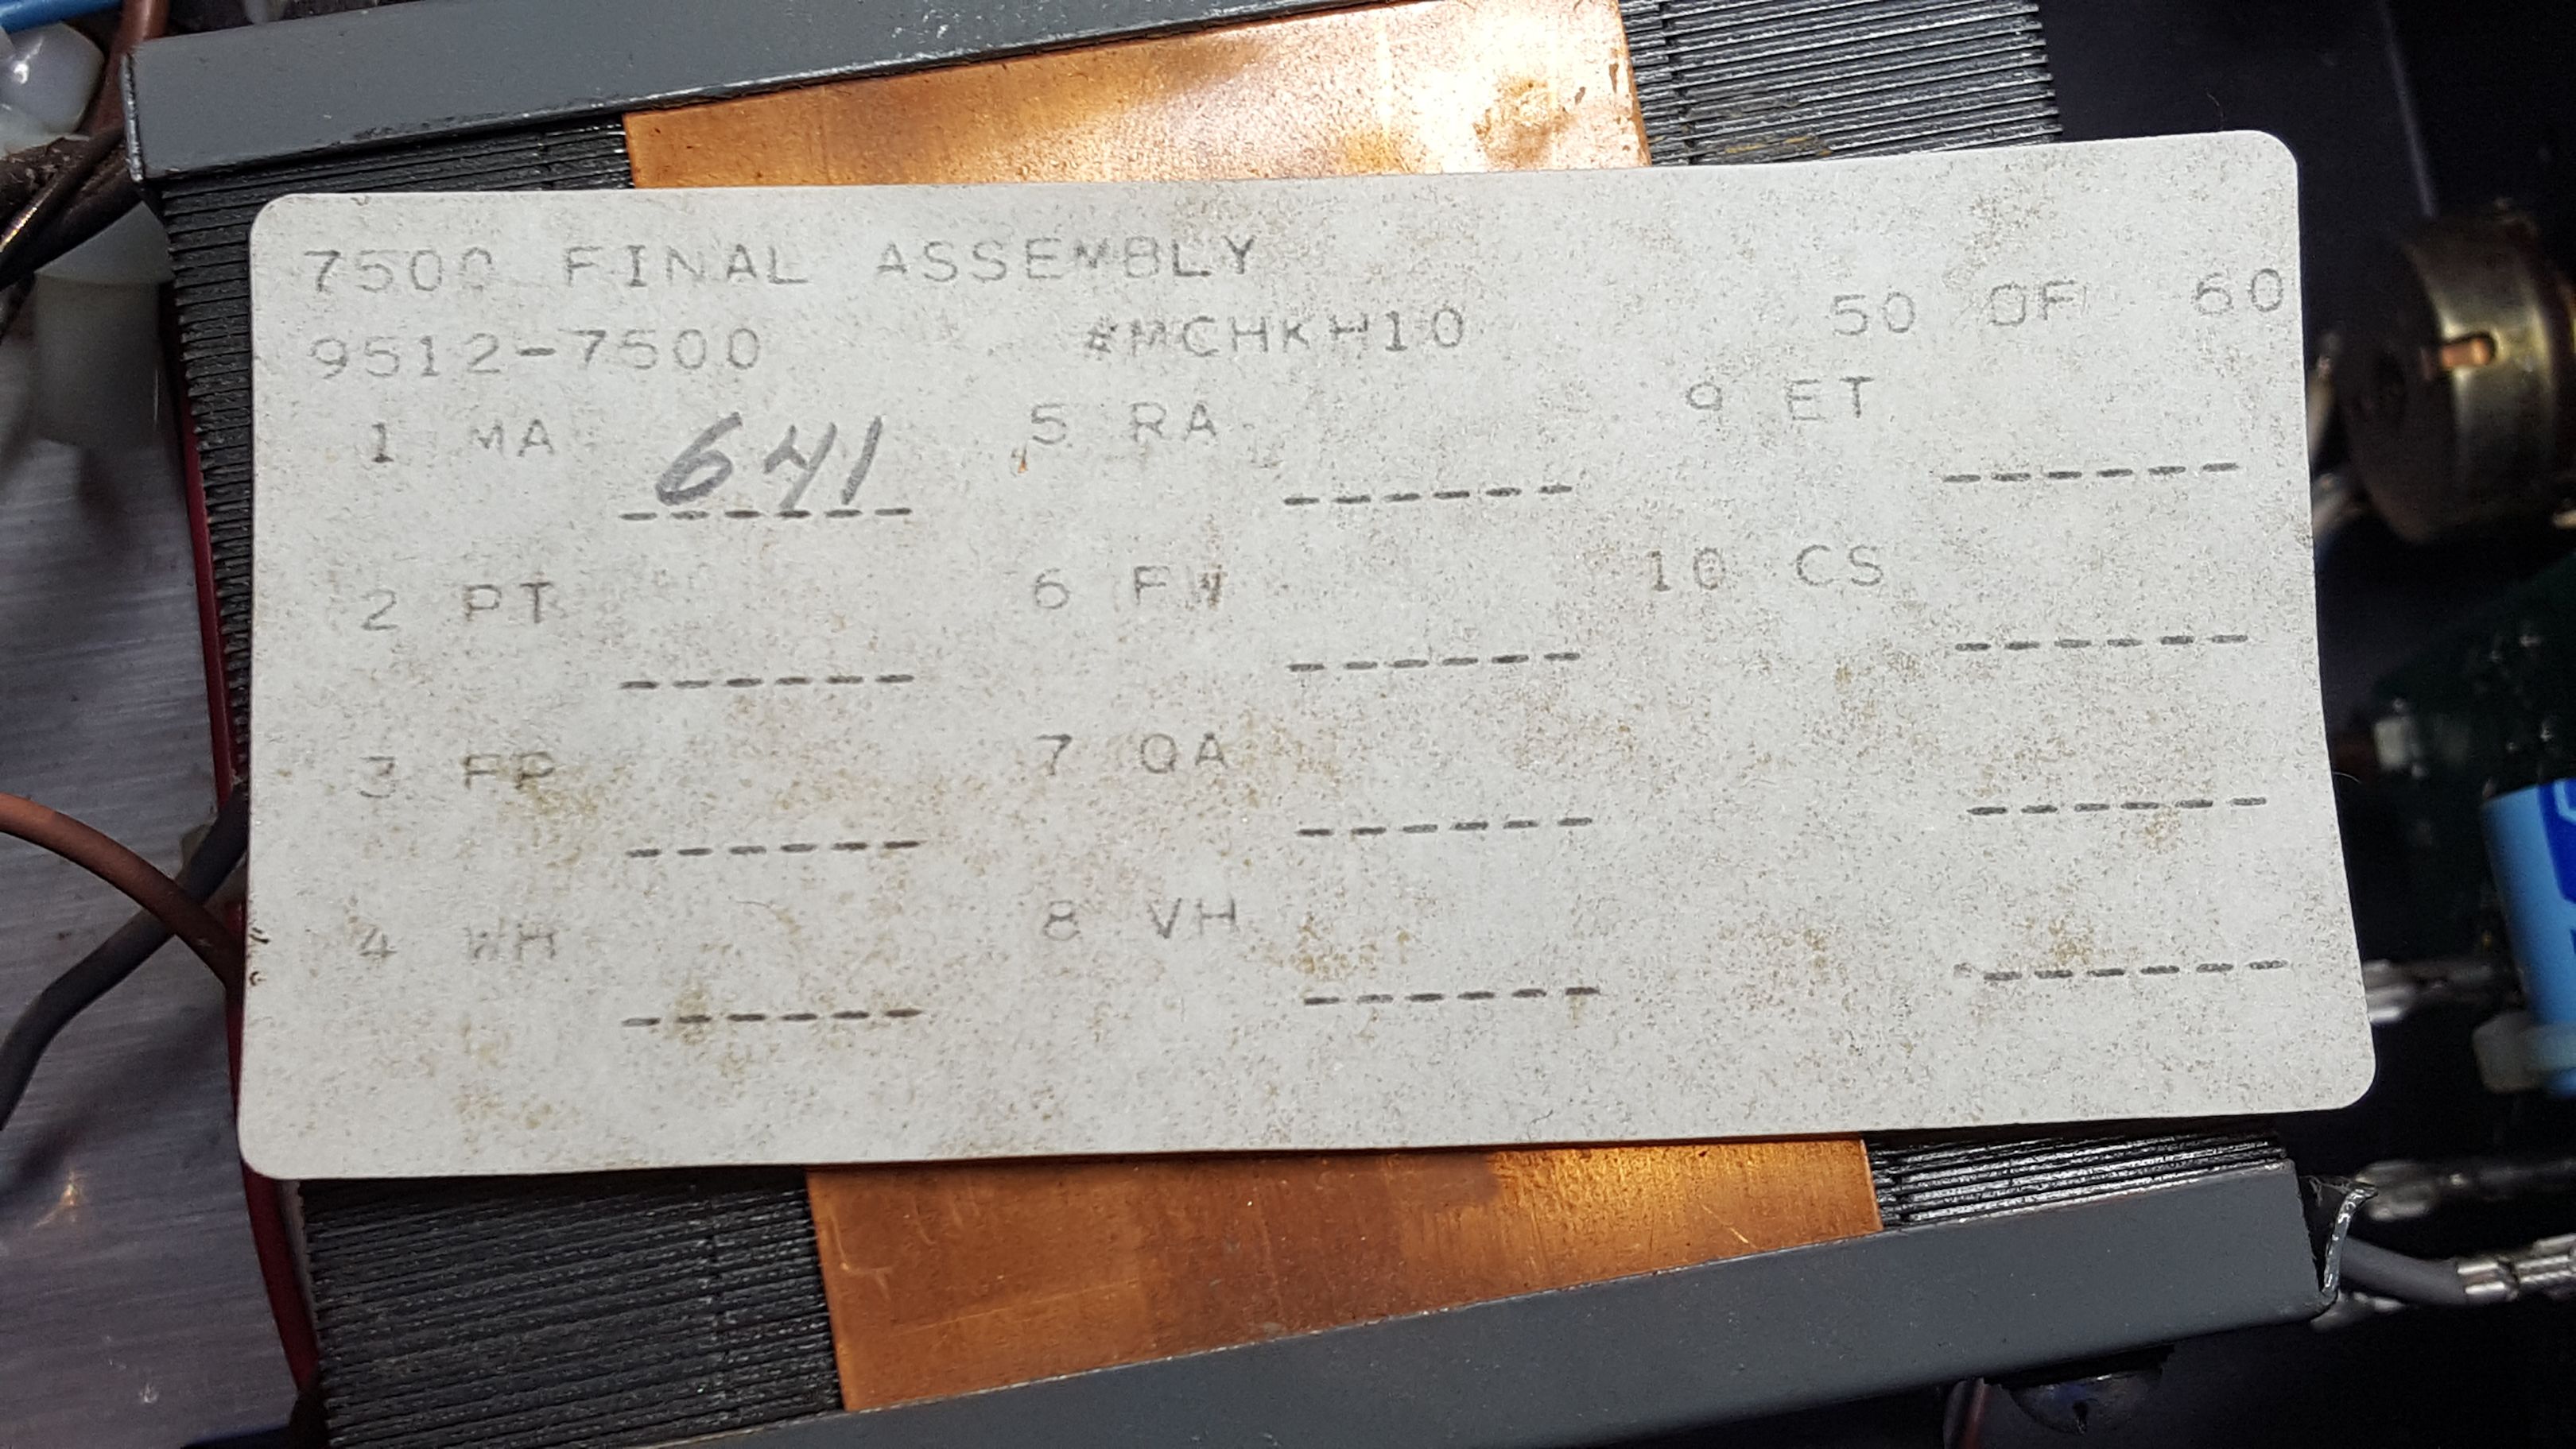 7500 FINAL ASSEMBLY
9512-7500 #MCHKH10 50 OF 60
1 MA 641 5 RA ------ 9 ET ------
2 PT ------ 6 FW ------ 10 CS ------
3 FP ------ 7 QA ------ ------
4 WH ------ 8 VH ------ ------